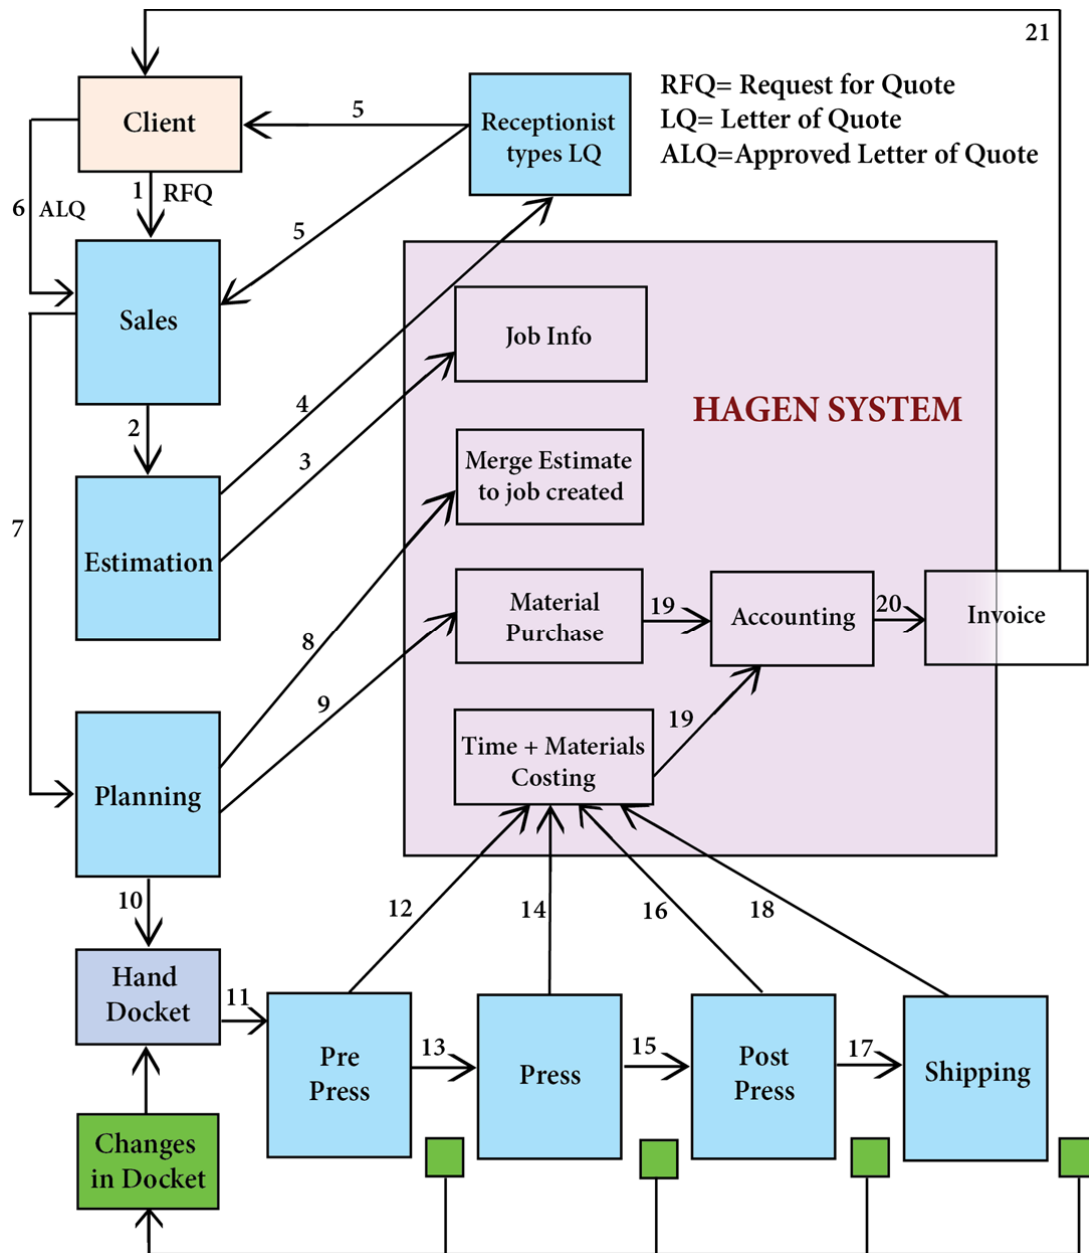 21
Client
5
Receptionist
types LQ
RFQ= Request for Quote
LQ= Letter of Quote
ALQ=Approved Letter of Quote
1
RFQ
6
ALQ
5
Sales
Job Info
HAGEN SYSTEM
2
4
3
Merge Estimate
to job created
7
Estimation
Material
Purchase
19
Accounting
20
Invoice
8
9
19
Time + Materials
Costing
Planning
10
12
14
16
18
Hand
Docket
11
Pre
Press
13
Press
15
Post
Press
17
Shipping
Changes
in Docket